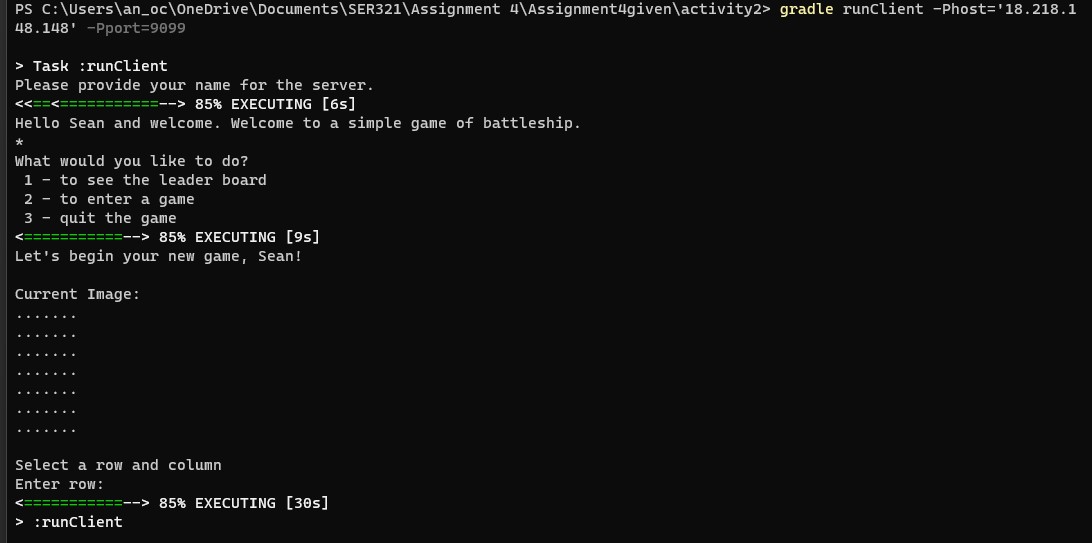 PS C:\Users\an_oc\OneDrive\Documents\SER321\Assignment 4\Assignment4given\activity2> gradle runClient -Phost='18.218.1
48.148' -Pport=9099
> Task :runClient
Please provide your name for the server.
<<==<===========--> 85% EXECUTING [6s]
Hello Sean and welcome. Welcome to a simple game of battleship.
*
What would you like to do?
 1 - to see the leader board
 2 - to enter a game
 3 - quit the game
<===========--> 85% EXECUTING [9s]
Let's begin your new game, Sean!
Current Image:
.......
.......
.......
.......
.......
.......
.......
Select a row and column
Enter row:
<===========--> 85% EXECUTING [30s]
> :runClient